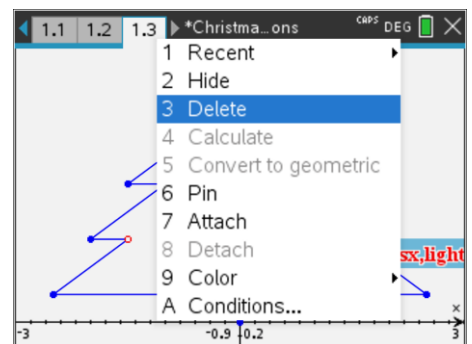 1.1 1.2 1.3 *Christma…ons CAPS DEG
1 Recent
2 Hide
3 Delete
4 Calculate
5 Convert to geometric
6 Pin
7 Attach
8 Detach
sx,light
9 Color
A Conditions...
x
-3 -0.9 0.2 3